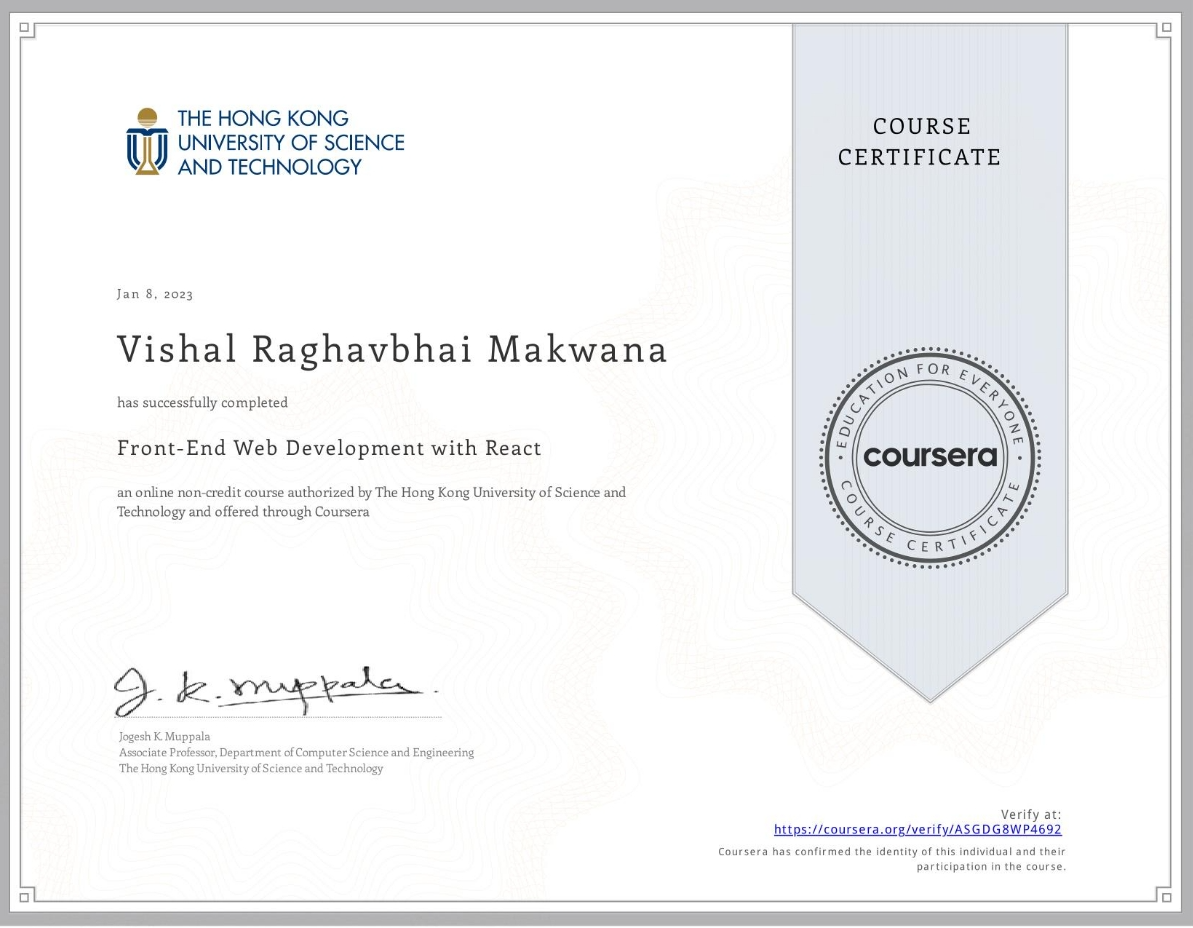 THE HONG KONG
UNIVERSITY OF SCIENCE
AND TECHNOLOGY
COURSE
CERTIFICATE
Jan 8, 2023
Vishal Raghavbhai Makwana
has successfully completed
Front-End Web Development with React
an online non-credit course authorized by The Hong Kong University of Science and
Technology and offered through Coursera
EDUCATION FOR EVERYONE
coursera
COURSE CERTIFICATE
J. K. Muppala
Jogesh K. Muppala
Associate Professor, Department of Computer Science and Engineering
The Hong Kong University of Science and Technology
Verify at:
https://coursera.org/verify/ASGDG8WP4692
Coursera has confirmed the identity of this individual and their
participation in the course.